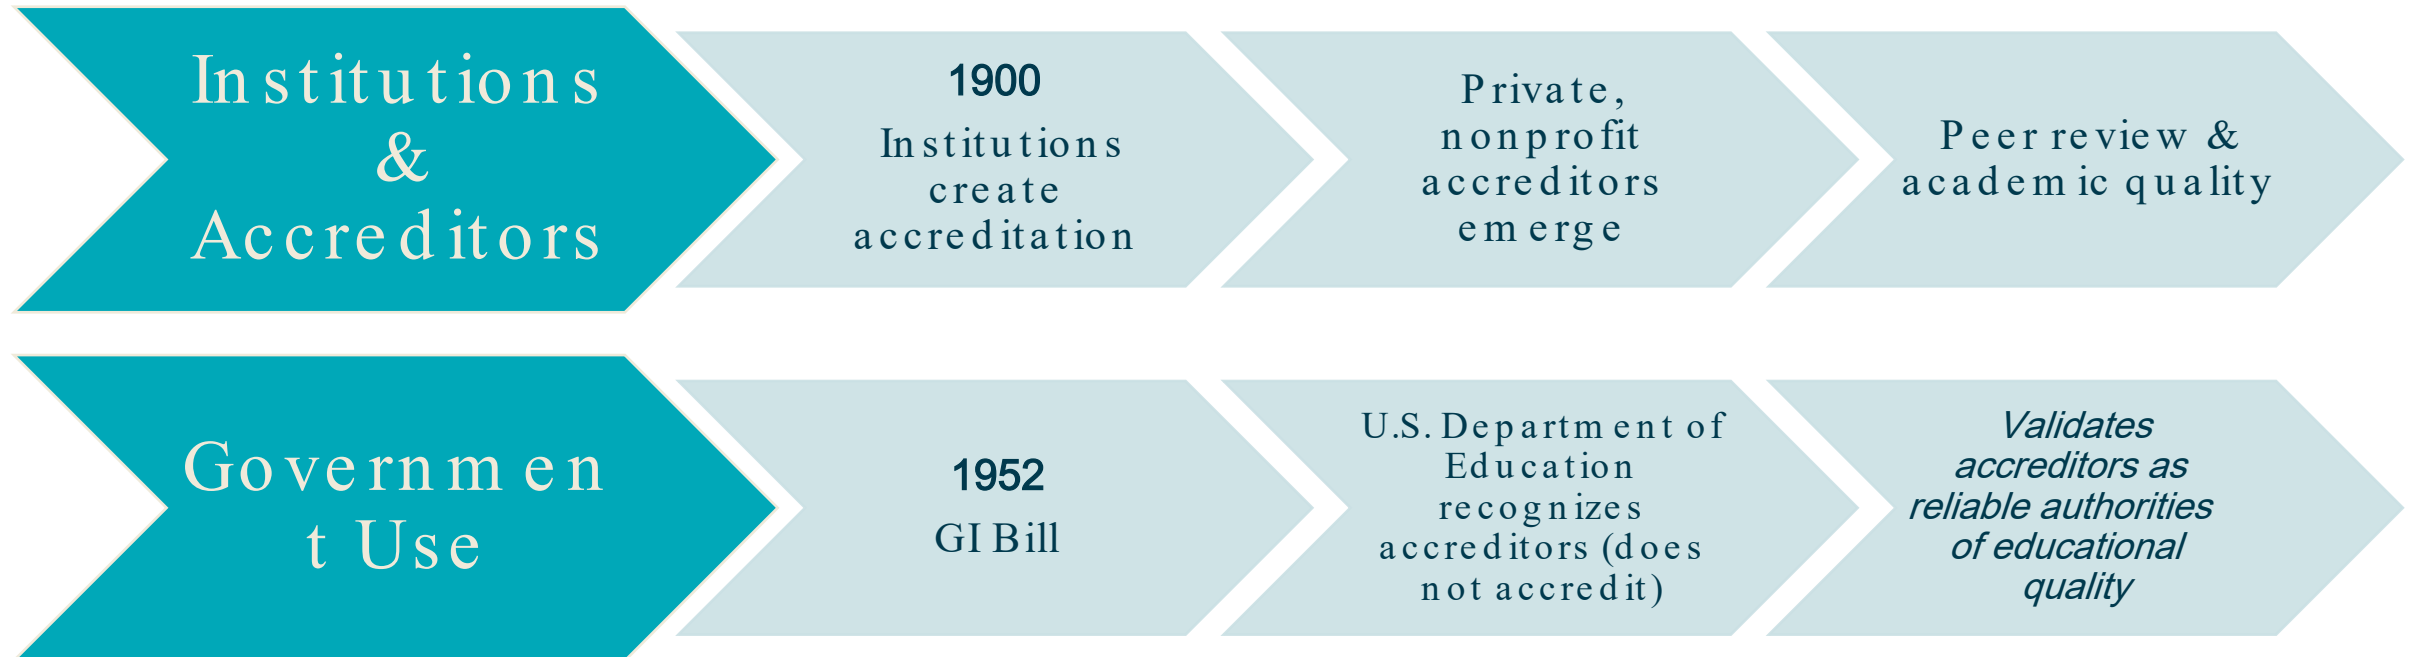 Institutions
&
Accreditors
1900
Institutions
create
accreditation
Private,
nonprofit
accreditors
emerge
Peer review &
academic quality
Governmen
t Use
1952
GI Bill
U.S. Department of
Education
recognizes
accreditors (does
not accredit)
Validates
accreditors as
reliable authorities
of educational
quality